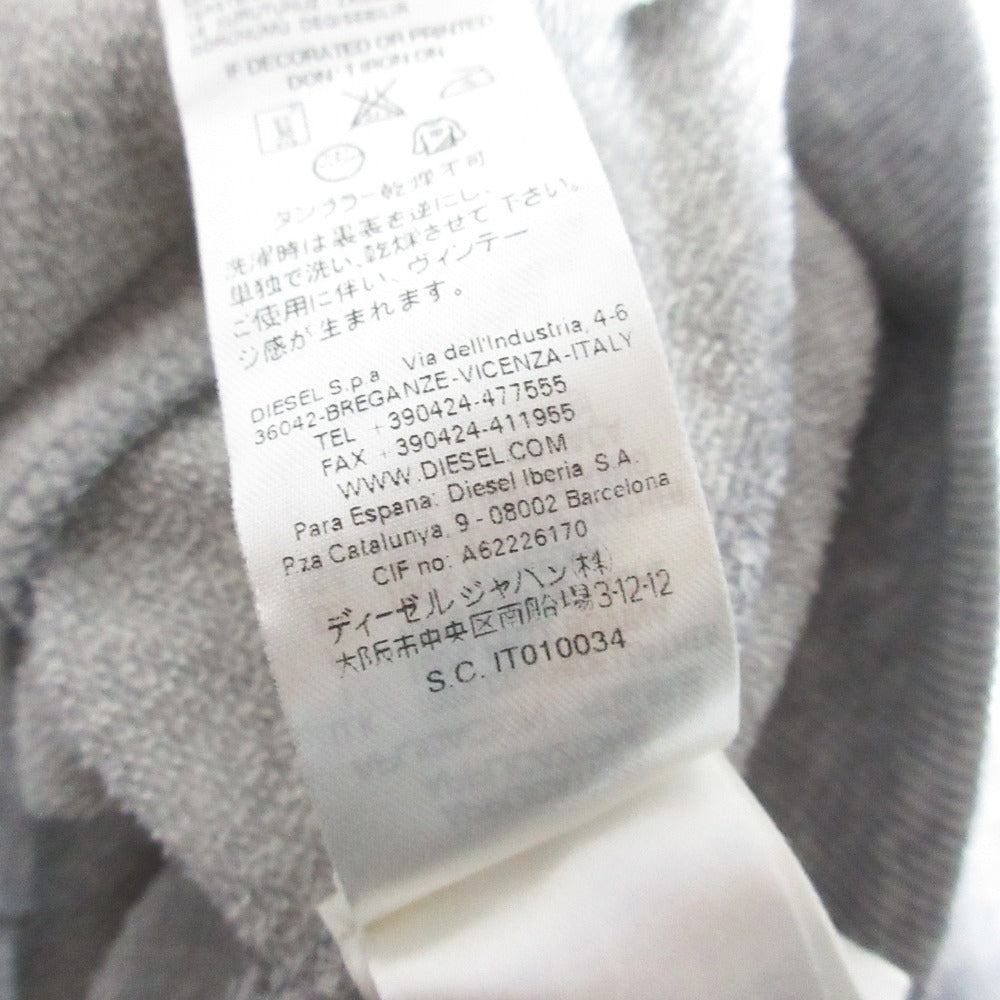 GÖRÜNÜMÜ DEĞİŞEBİLİR
IF DECORATED OR PRINTED
DON'T IRON ON
タンブラー乾燥不可
洗濯時は裏表を逆にし、
単独で洗い、乾燥させて下さい。
ご使用に伴い、ヴィンテー
ジ感が生まれます。
DIESEL S.p.a Via dell'Industria, 4-6
36042-BREGANZE-VICENZA-ITALY
TEL +390424-477555
FAX +390424-411955
WWW.DIESEL.COM
Para Espana: Diesel Iberia S.A.
Pza Catalunya, 9 - 08002 Barcelona
CIF no: A62226170
ディーゼル ジャパン(株)
大阪市中央区南船場3-12-12
S.C. IT010034